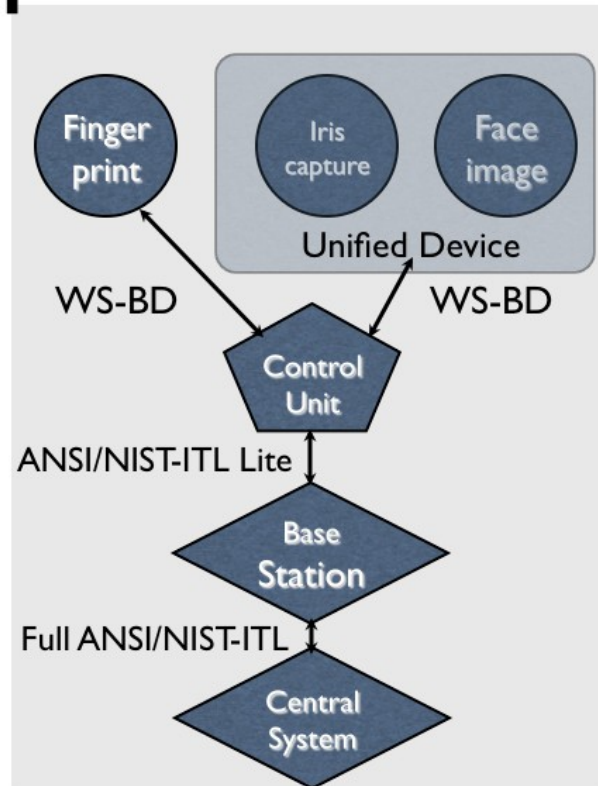 Finger
print
Iris
capture
Face
image
Unified Device
WS-BD
WS-BD
Control
Unit
ANSI/NIST-ITL Lite
Base
Station
Full ANSI/NIST-ITL
Central
System